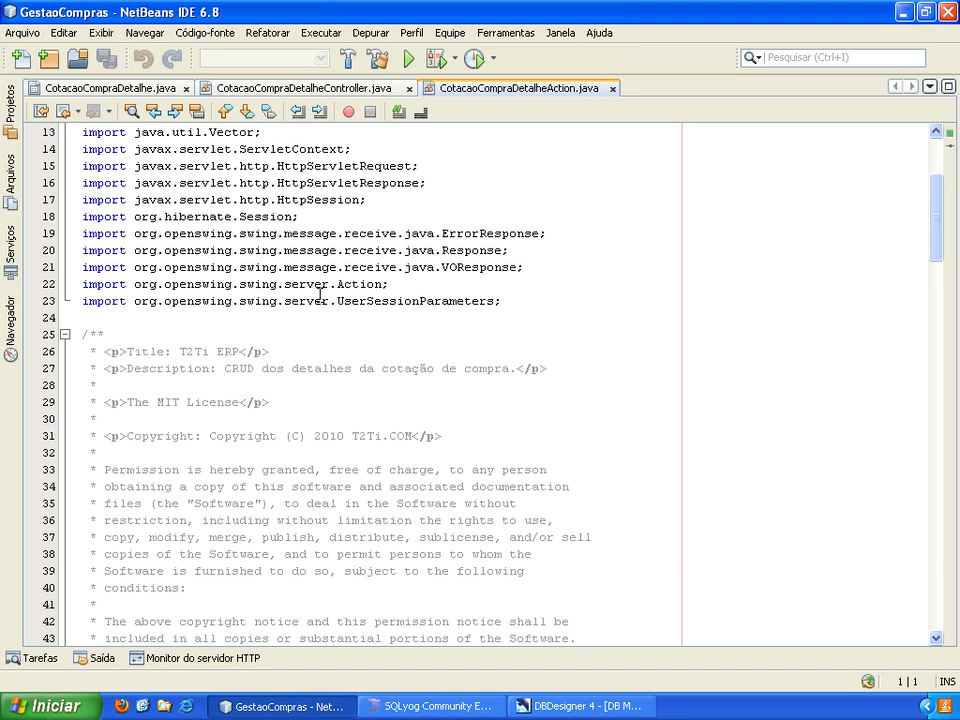 GestaoCompras - NetBeans IDE 6.8
Arquivo Editar Exibir Navegar Código-fonte Refatorar Executar Depurar Perfil Equipe Ferramentas Janela Ajuda
Pesquisar (Ctrl+I)
CotacaoCompraDetalhe.java CotacaoCompraDetalheController.java CotacaoCompraDetalheAction.java
Projetos
Arquivos
Serviços
Navegador
13 import java.util.Vector;
14 import javax.servlet.ServletContext;
15 import javax.servlet.http.HttpServletRequest;
16 import javax.servlet.http.HttpServletResponse;
17 import javax.servlet.http.HttpSession;
18 import org.hibernate.Session;
19 import org.openswing.swing.message.receive.java.ErrorResponse;
20 import org.openswing.swing.message.receive.java.Response;
21 import org.openswing.swing.message.receive.java.VOResponse;
22 import org.openswing.swing.server.Action;
23 import org.openswing.swing.server.UserSessionParameters;
24
25 /**
26 * <p>Title: T2Ti ERP</p>
27 * <p>Description: CRUD dos detalhes da cotação de compra.</p>
28 *
29 * <p>The MIT License</p>
30 *
31 * <p>Copyright: Copyright (C) 2010 T2Ti.COM</p>
32 *
33 * Permission is hereby granted, free of charge, to any person
34 * obtaining a copy of this software and associated documentation
35 * files (the "Software"), to deal in the Software without
36 * restriction, including without limitation the rights to use,
37 * copy, modify, merge, publish, distribute, sublicense, and/or sell
38 * copies of the Software, and to permit persons to whom the
39 * Software is furnished to do so, subject to the following
40 * conditions:
41 *
42 * The above copyright notice and this permission notice shall be
43 * included in all copies or substantial portions of the Software.
Tarefas Saída Monitor do servidor HTTP
1 | 1 INS
Iniciar GestaoCompras - Net... SQLyog Community E... DBDesigner 4 - [DB M...